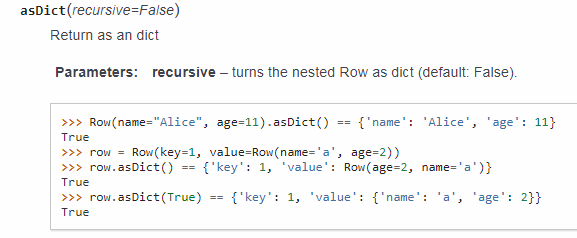 asDict(recursive=False)
Return as an dict
Parameters: recursive – turns the nested Row as dict (default: False).
>>> Row(name="Alice", age=11).asDict() == {'name': 'Alice', 'age': 11}
True
>>> row = Row(key=1, value=Row(name='a', age=2))
>>> row.asDict() == {'key': 1, 'value': Row(age=2, name='a')}
True
>>> row.asDict(True) == {'key': 1, 'value': {'name': 'a', 'age': 2}}
True